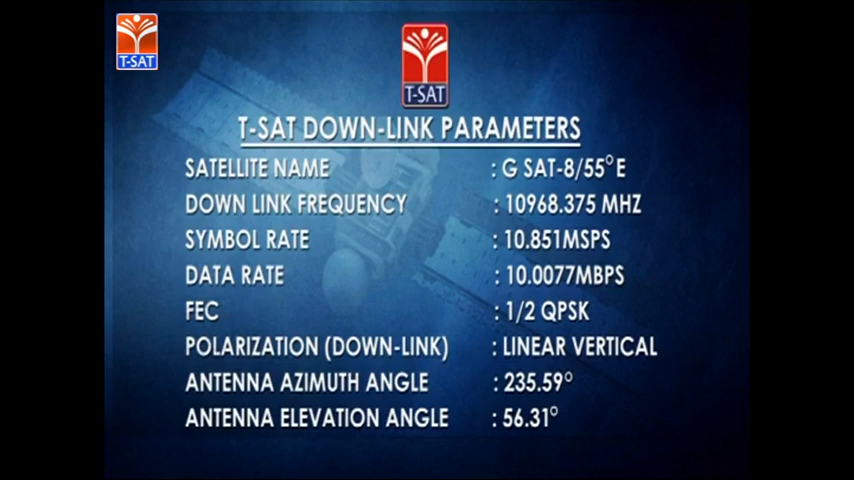 T-SAT
T-SAT
T-SAT DOWN-LINK PARAMETERS
SATELLITE NAME : G SAT-8/55° E
DOWN LINK FREQUENCY : 10968.375 MHZ
SYMBOL RATE : 10.851MSPS
DATA RATE : 10.0077MBPS
FEC : 1/2 QPSK
POLARIZATION (DOWN-LINK) : LINEAR VERTICAL
ANTENNA AZIMUTH ANGLE : 235.59°
ANTENNA ELEVATION ANGLE : 56.31°